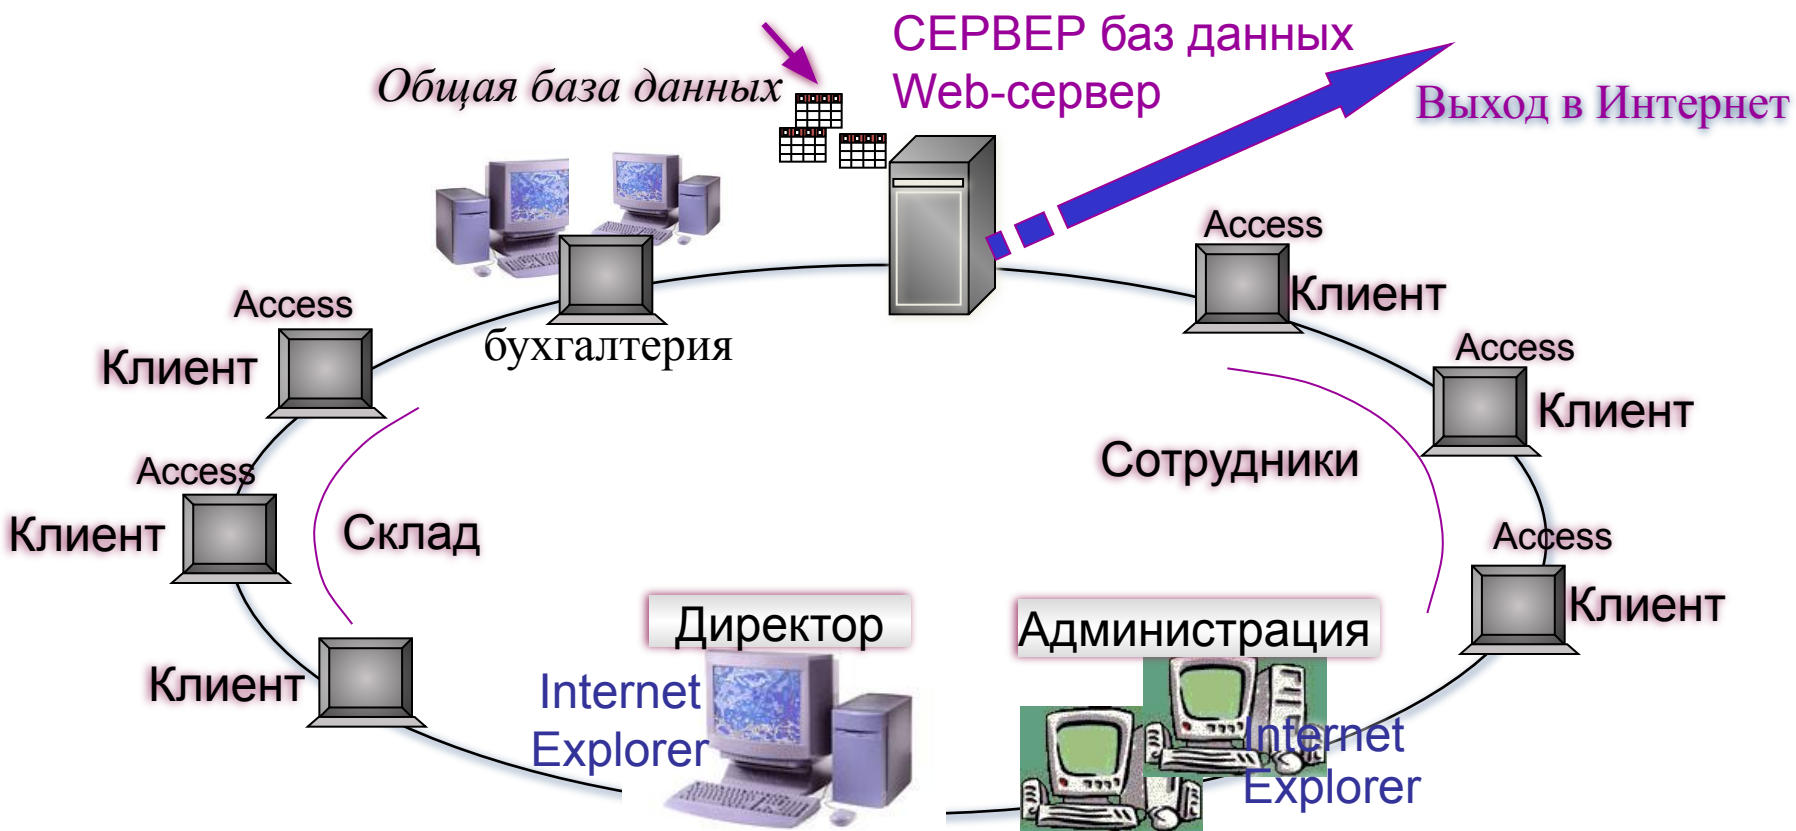 СЕРВЕР баз данных
Web-сервер
Общая база данных
Выход в Интернет
Access
Клиент
Access
Клиент
бухгалтерия
Access
Клиент
Access
Клиент
Сотрудники
Склад
Access
Клиент
Клиент
Директор
Администрация
Клиент
Internet
Explorer
Internet
Explorer